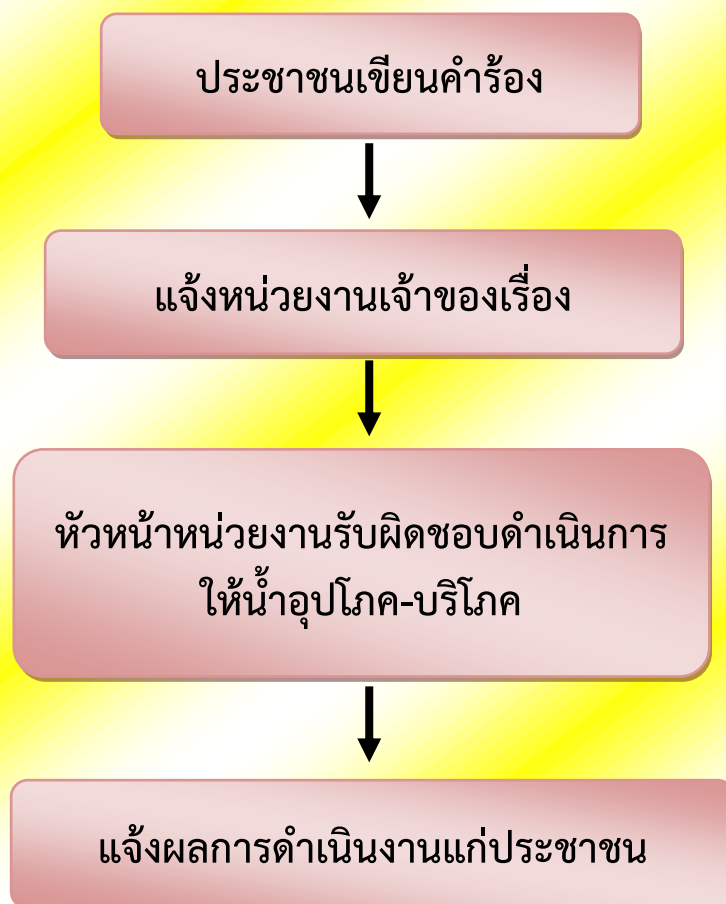 ประชาชนเขียนคำร้อง
แจ้งหน่วยงานเจ้าของเรื่อง
หัวหน้าหน่วยงานรับผิดชอบดำเนินการ
ให้น้ำอุปโภค-บริโภค
แจ้งผลการดำเนินงานแก่ประชาชน